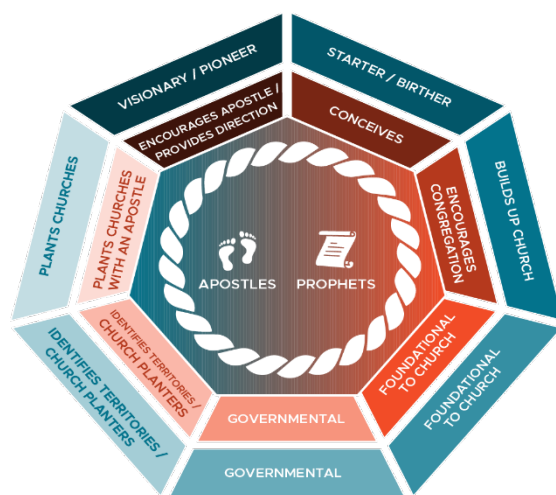 VISIONARY / PIONEER
STARTER / BIRTHER
BUILDS UP CHURCH
FOUNDATIONAL
TO CHURCH
GOVERNMENTAL
IDENTIFIES TERRITORIES /
CHURCH PLANTERS
PLANTS CHURCHES
ENCOURAGES APOSTLE /
PROVIDES DIRECTION
CONCEIVES
ENCOURAGES
CONGREGATION
FOUNDATIONAL
TO CHURCH
GOVERNMENTAL
IDENTIFIES TERRITORIES /
CHURCH PLANTERS
PLANTS CHURCHES
WITH AN APOSTLE
APOSTLES
PROPHETS